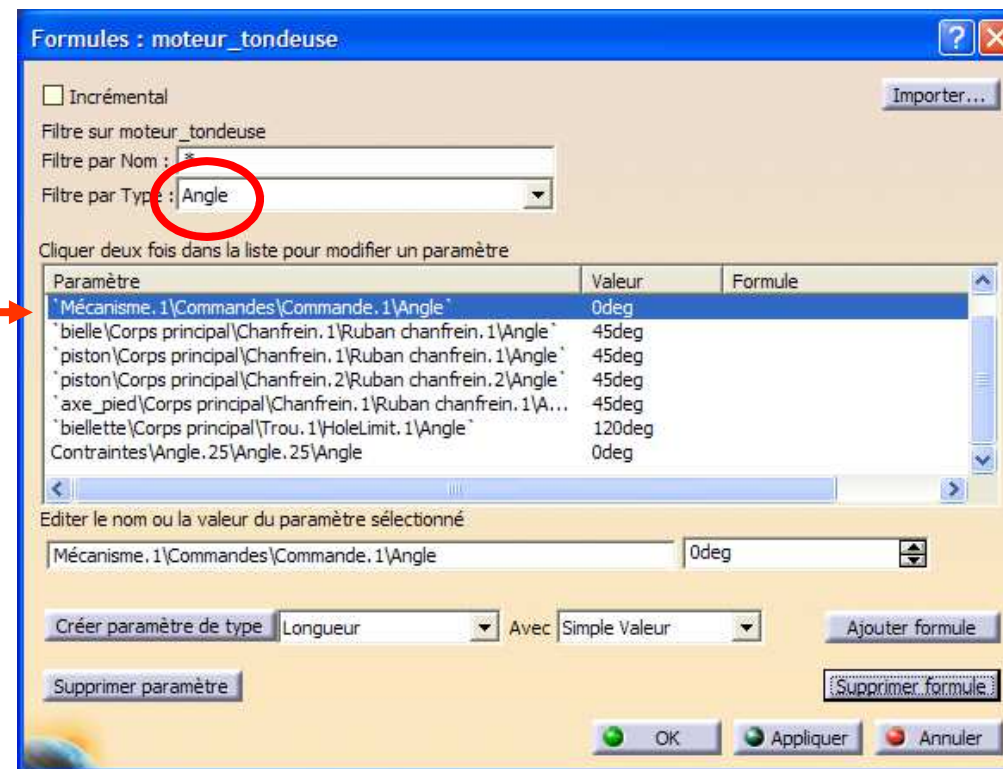 Formules : moteur_tondeuse
Incrémental
Importer...
Filtre sur moteur_tondeuse
Filtre par Nom : *
Filtre par Type : Angle
Cliquer deux fois dans la liste pour modifier un paramètre
Paramètre Valeur Formule
`Mécanisme.1\Commandes\Commande.1\Angle` 0deg
`bielle\Corps principal\Chanfrein.1\Ruban chanfrein.1\Angle` 45deg
`piston\Corps principal\Chanfrein.1\Ruban chanfrein.1\Angle` 45deg
`piston\Corps principal\Chanfrein.2\Ruban chanfrein.2\Angle` 45deg
`axe_pied\Corps principal\Chanfrein.1\Ruban chanfrein.1\A... 45deg
`biellette\Corps principal\Trou.1\HoleLimit.1\Angle` 120deg
Contraintes\Angle.25\Angle.25\Angle 0deg
Editer le nom ou la valeur du paramètre sélectionné
Mécanisme.1\Commandes\Commande.1\Angle 0deg
Créer paramètre de type Longueur Avec Simple Valeur Ajouter formule
Supprimer paramètre Supprimer formule
OK Appliquer Annuler